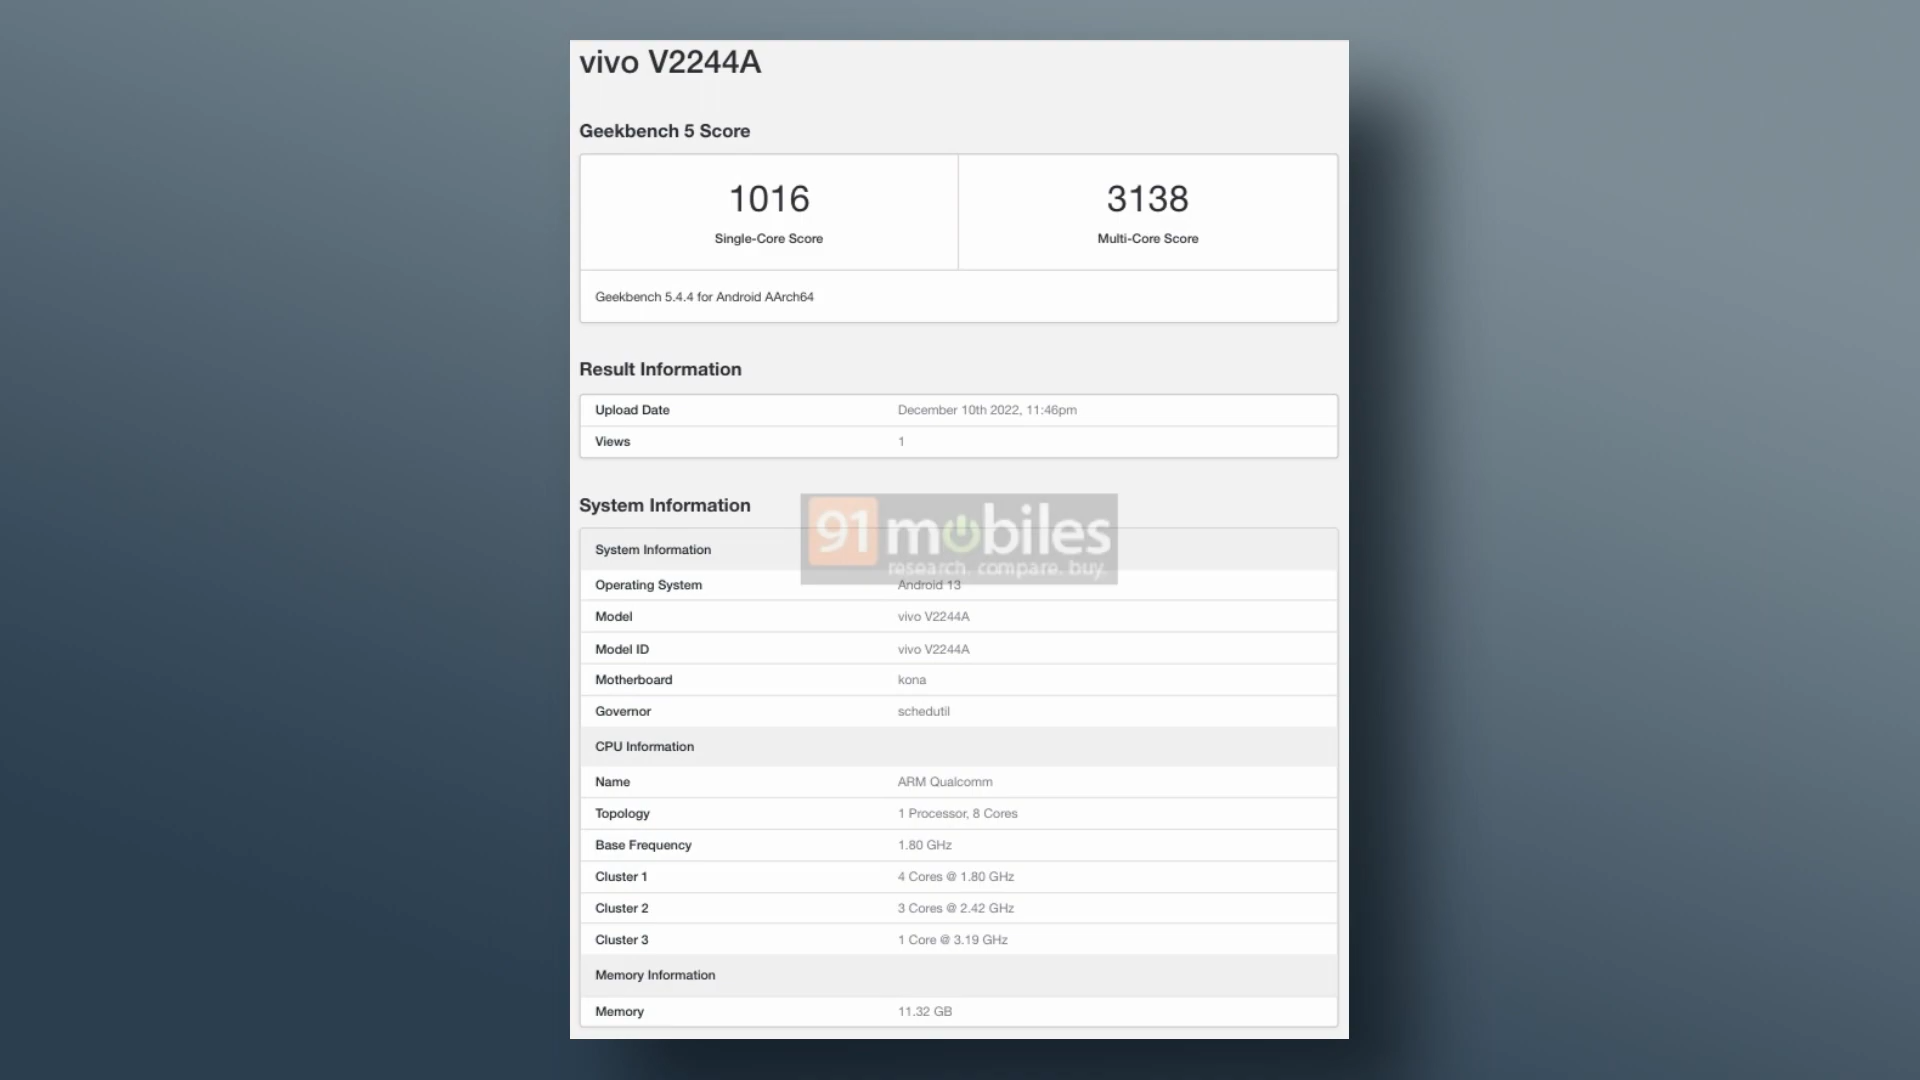 vivo V2244A
Geekbench 5 Score
1016
Single-Core Score
3138
Multi-Core Score
Geekbench 5.4.4 for Android AArch64
Result Information
Upload Date December 10th 2022, 11:46pm
Views 1
System Information
91mobiles
research. compare. buy.
System Information
Operating System Android 13
Model vivo V2244A
Model ID vivo V2244A
Motherboard kona
Governor schedutil
CPU Information
Name ARM Qualcomm
Topology 1 Processor, 8 Cores
Base Frequency 1.80 GHz
Cluster 1 4 Cores @ 1.80 GHz
Cluster 2 3 Cores @ 2.42 GHz
Cluster 3 1 Core @ 3.19 GHz
Memory Information
Memory 11.32 GB